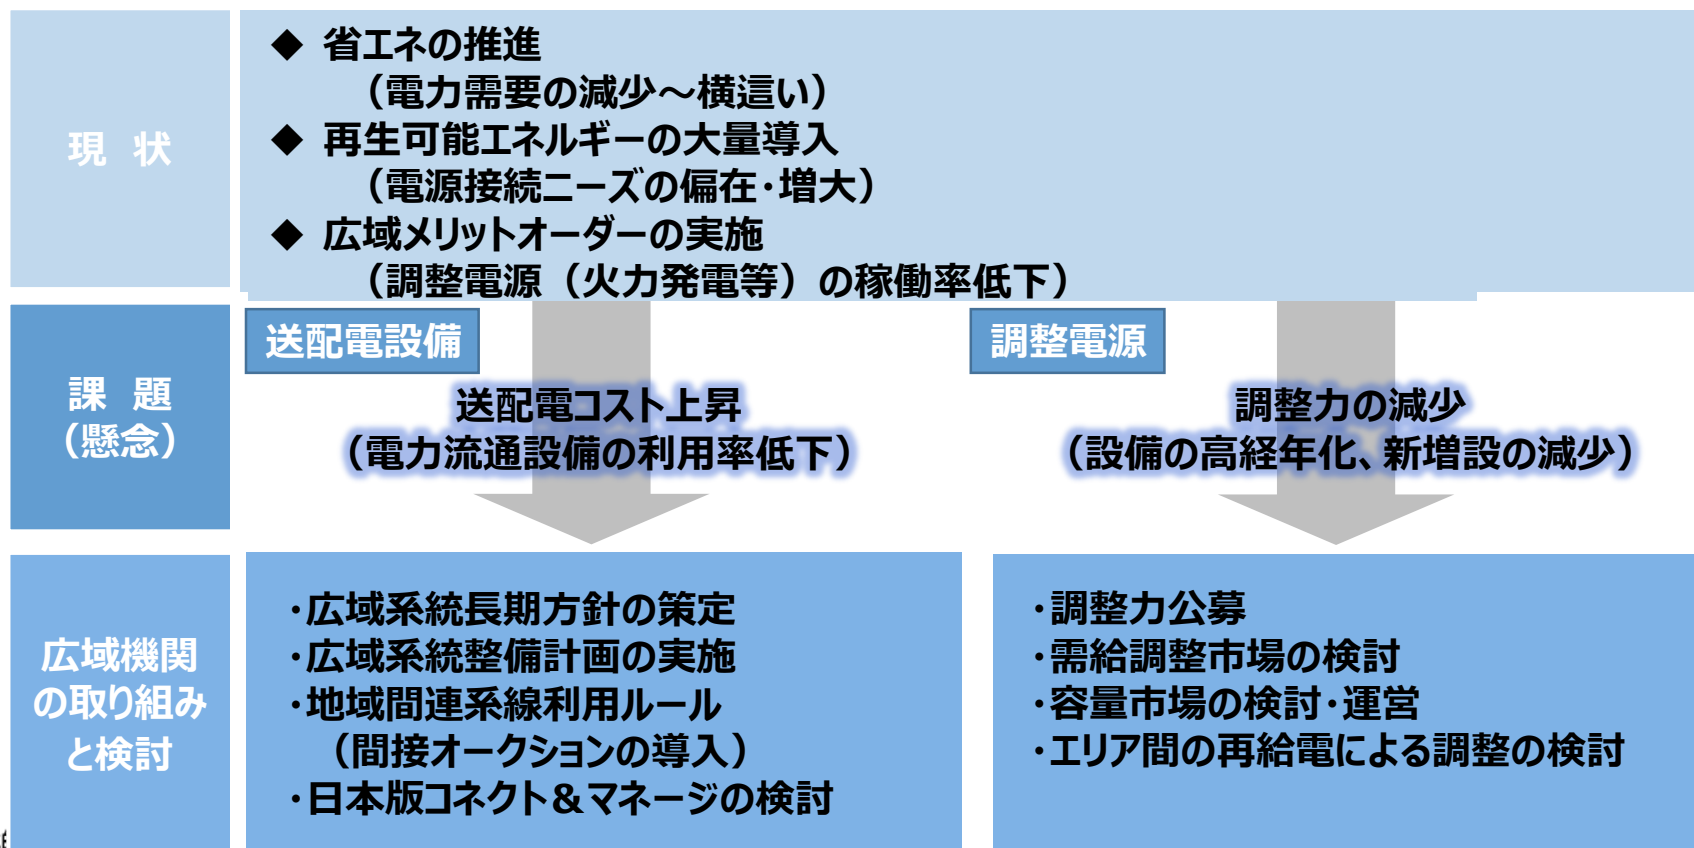 現 状
◆ 省エネの推進
（電力需要の減少～横這い）
◆ 再生可能エネルギーの大量導入
（電源接続ニーズの偏在・増大）
◆ 広域メリットオーダーの実施
（調整電源（火力発電等）の稼働率低下）
課 題
（懸念）
送配電設備
送配電コスト上昇
（電力流通設備の利用率低下）
調整電源
調整力の減少
（設備の高経年化、新増設の減少）
広域機関
の取り組み
と検討
・広域系統長期方針の策定
・広域系統整備計画の実施
・地域間連系線利用ルール
（間接オークションの導入）
・日本版コネクト＆マネージの検討
・調整力公募
・需給調整市場の検討
・容量市場の検討・運営
・エリア間の再給電による調整の検討